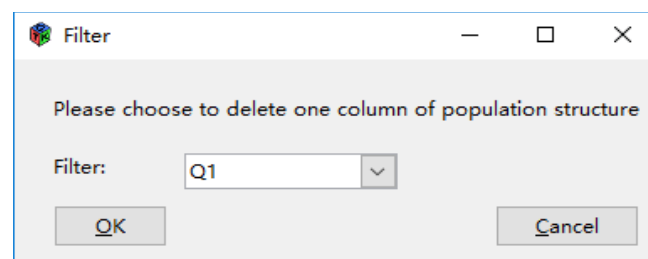 Filter
Please choose to delete one column of population structure
Filter: Q1
OK Cancel